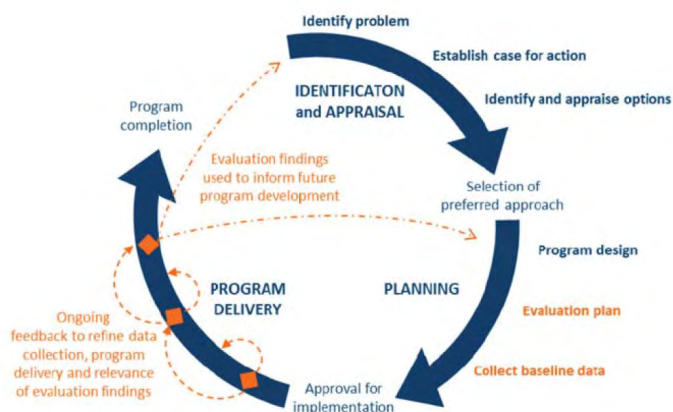 Identify problem
Establish case for action
IDENTIFICATON
and APPRAISAL
Identify and appraise options
Program
completion
Evaluation findings
used to inform future
program development
Selection of
preferred approach
Program design
PROGRAM
DELIVERY
PLANNING
Evaluation plan
Ongoing
feedback to refine data
collection, program
delivery and relevance
of evaluation findings
Collect baseline data
Approval for
implementation